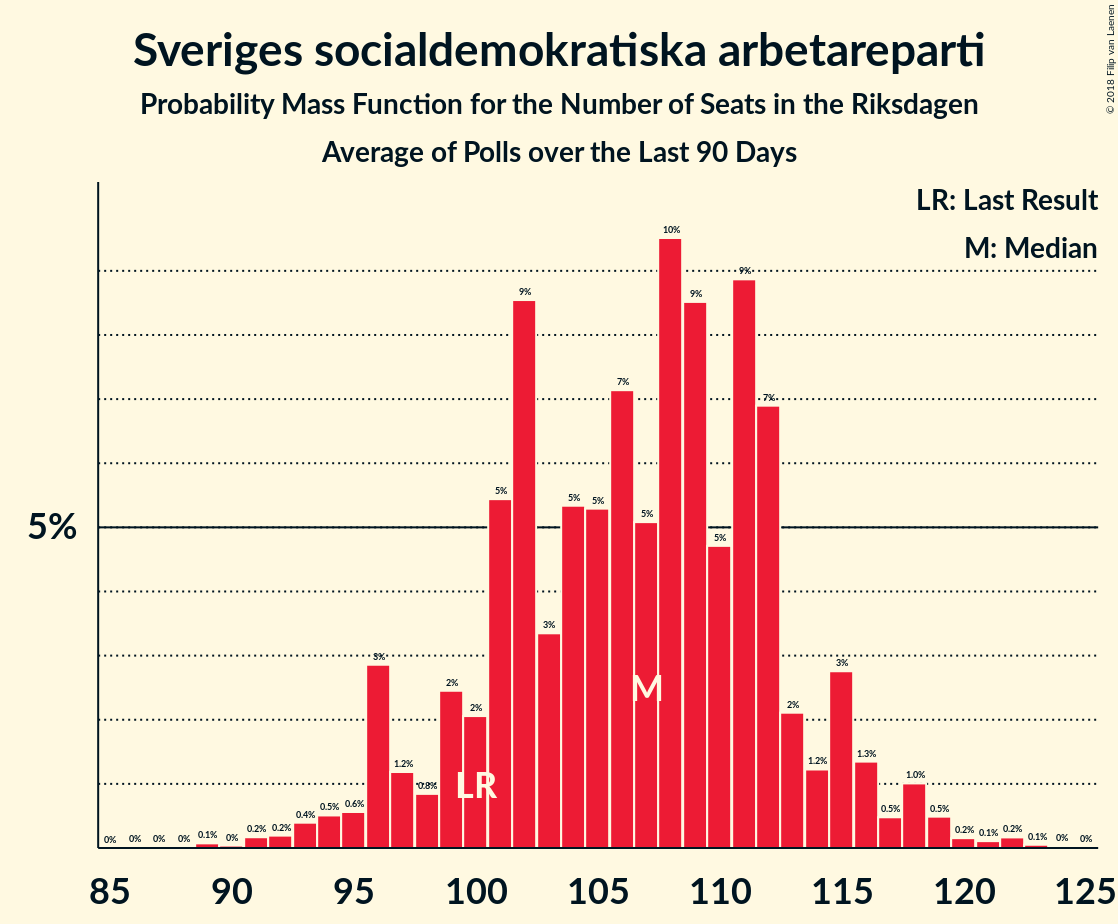 © 2018 Filip van Laenen
Sveriges socialdemokratiska arbetareparti
Probability Mass Function for the Number of Seats in the Riksdagen
Average of Polls over the Last 90 Days
LR: Last Result
M: Median
5%
0% 0% 0% 0% 0.1% 0% 0.2% 0.2% 0.4% 0.5% 0.6% 3% 1.2% 0.8% 2% 2% 5% 9% 3% 5% 5% 7% 5% 10% 9% 5% 9% 7% 2% 1.2% 3% 1.3% 0.5% 1.0% 0.5% 0.2% 0.1% 0.2% 0.1% 0% 0%
M
LR
85 90 95 100 105 110 115 120 125